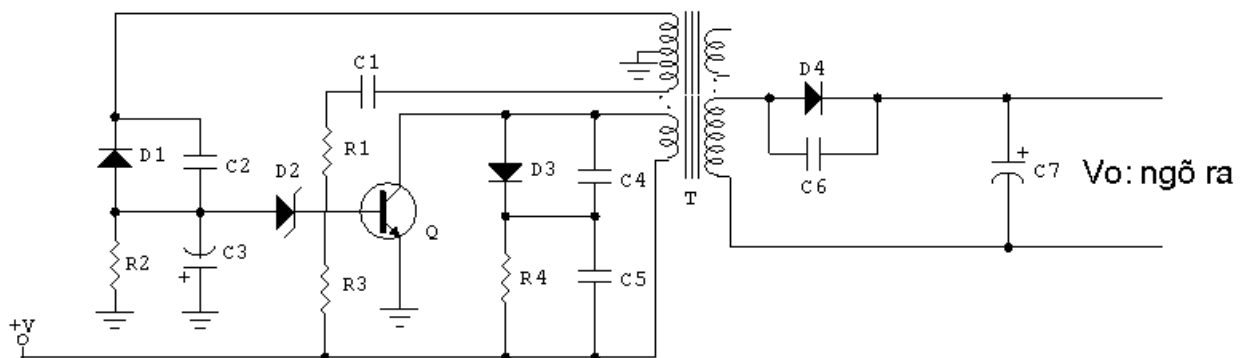 C1
D4
D1
C2
D2
R1
D3
C4
T
C6
+
C7
Vo: ngõ ra
Q
R2
+
C3
R3
R4
C5
+V